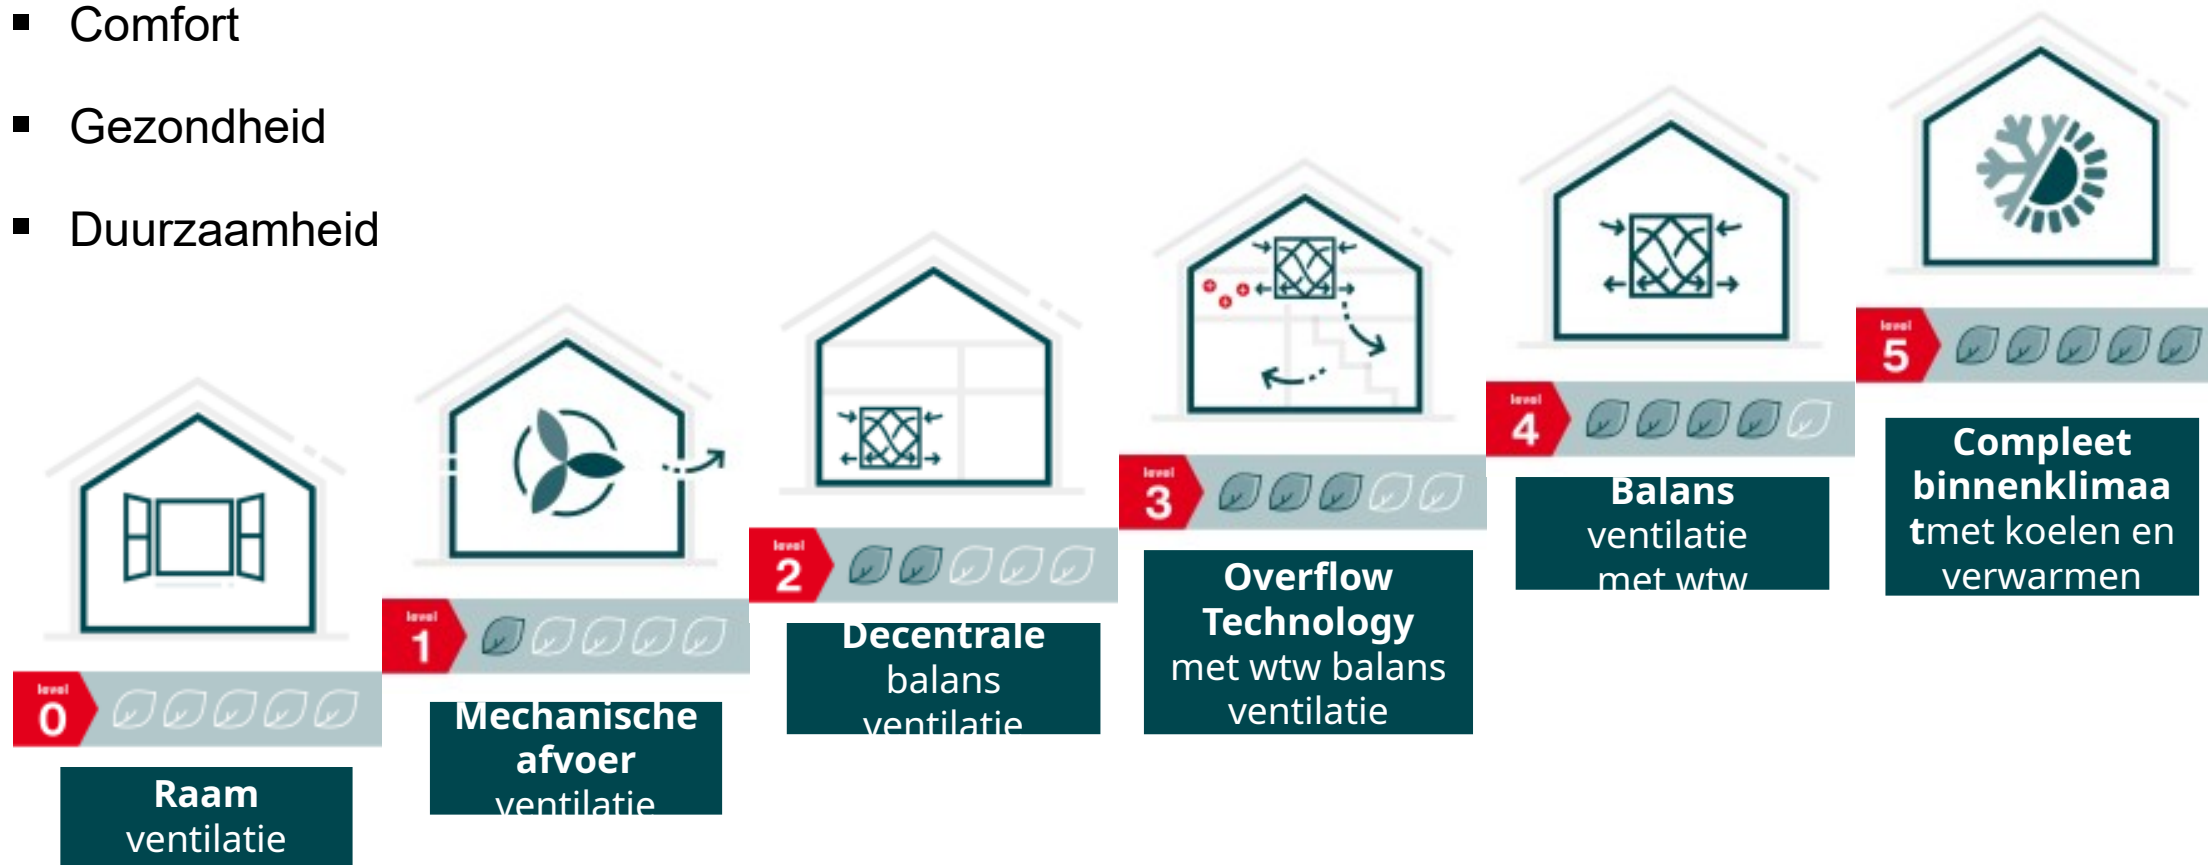 Comfort
Gezondheid
Duurzaamheid
level
0
Raam
ventilatie
level
1
Mechanische
afvoer
ventilatie
level
2
Decentrale
balans
ventilatie
level
3
Overflow
Technology
met wtw balans
ventilatie
level
4
Balans
ventilatie
met wtw
level
5
Compleet
binnenklimaa
tmet koelen en
verwarmen